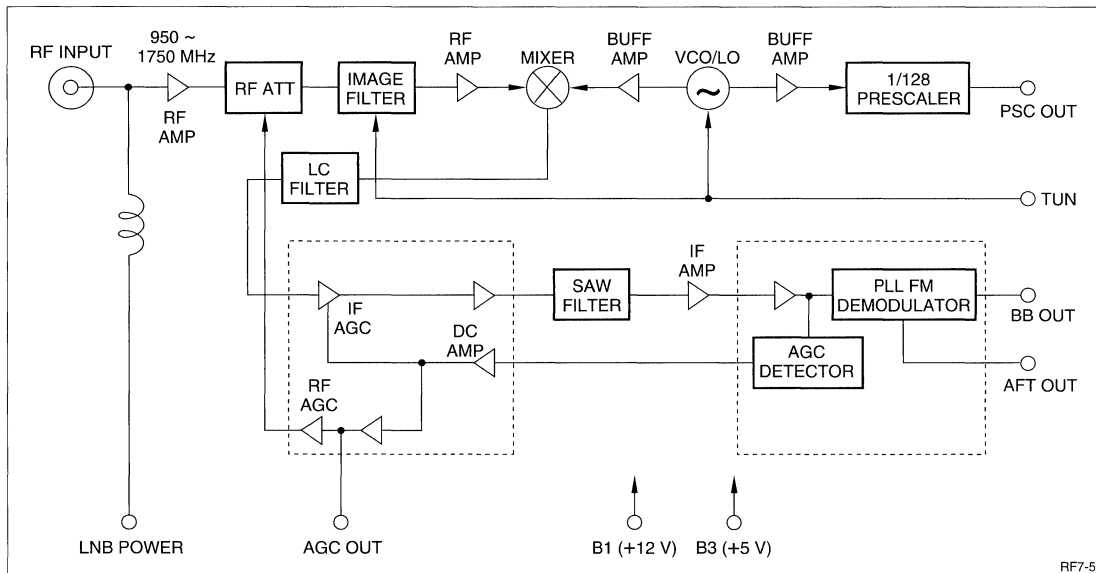 RF INPUT
950 ~
1750 MHz
RF
AMP
RF ATT
IMAGE
FILTER
RF
AMP
MIXER
BUFF
AMP
VCO/LO
~
BUFF
AMP
1/128
PRESCALER
PSC OUT
LC
FILTER
TUN
IF
AGC
SAW
FILTER
IF
AMP
PLL FM
DEMODULATOR
BB OUT
DC
AMP
AGC
DETECTOR
AFT OUT
RF
AGC
LNB POWER
AGC OUT
B1 (+12 V)
B3 (+5 V)
RF7-5